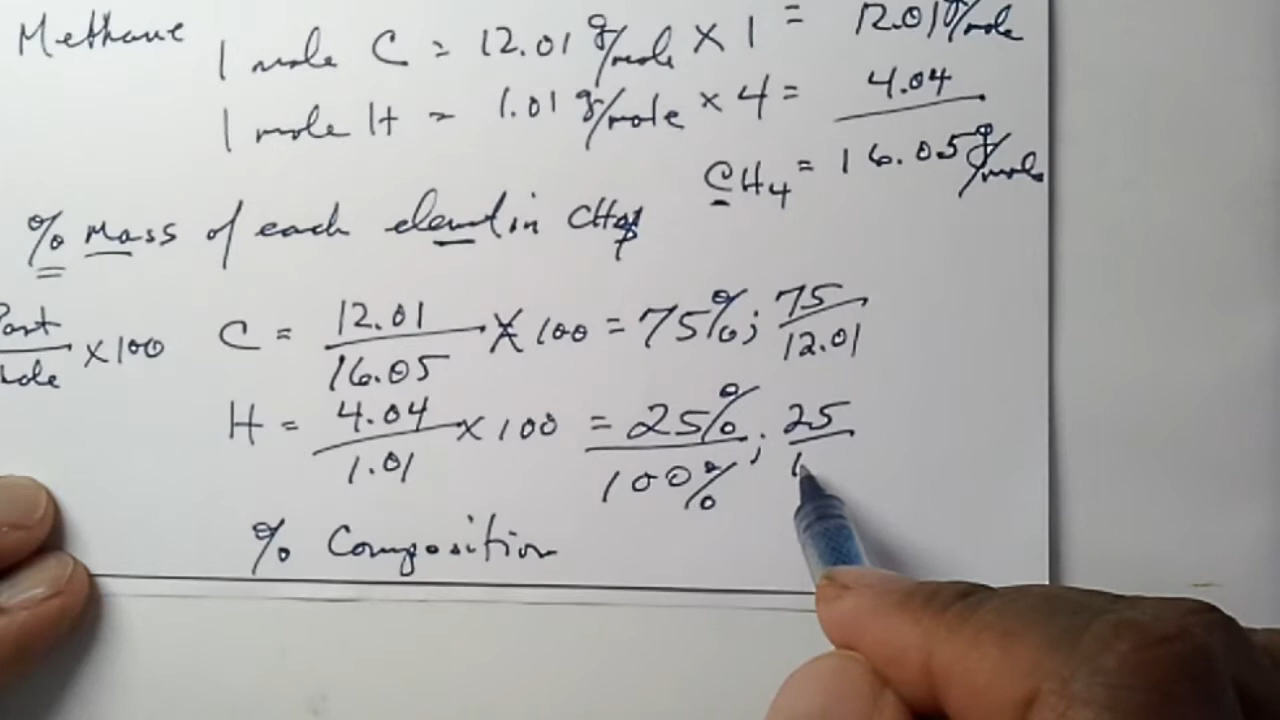 Methane
1 mole C = 12.01 g/mole X 1 = 12.01 g/mole
1 mole H = 1.01 g/mole x 4 = 4.04
CH4 = 16.05 g/mole
% Mass of each element in CH4
x 100
C = 12.01/16.05 X 100 = 75% ; 75/12.01
H = 4.04/1.01 x 100 = 25% ; 25/1
100%
% Composition